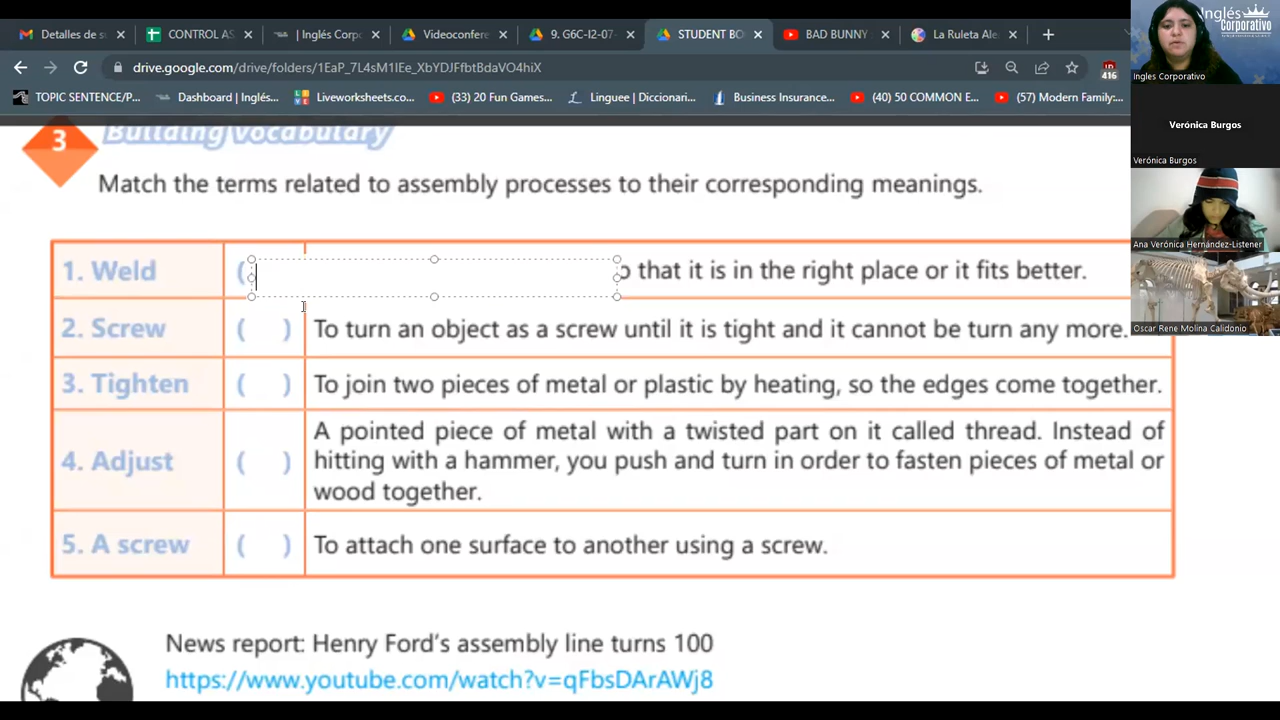 Detalles de su
CONTROL AS
| Inglés Corpo
Videoconfere
9. G6C-I2-07-
STUDENT BO
BAD BUNNY
La Ruleta Ale
Inglés
Corporativo
drive.google.com/drive/folders/1EaP_7L4sM1IEe_XbYDJFfbtBdaVO4hiX
416
TOPIC SENTENCE/P...
Dashboard | Inglés...
Liveworksheets.co...
(33) 20 Fun Games...
Linguee | Diccionari...
Business Insurance...
(40) 50 COMMON E...
(57) Modern Family:...
Ingles Corporativo
Verónica Burgos
Verónica Burgos
Ana Verónica Hernández-Listener
Oscar Rene Molina Calidonio
3
Building Vocabulary
Match the terms related to assembly processes to their corresponding meanings.
1. Weld ( o that it is in the right place or it fits better.
2. Screw ( ) To turn an object as a screw until it is tight and it cannot be turn any more.
3. Tighten ( ) To join two pieces of metal or plastic by heating, so the edges come together.
4. Adjust ( ) A pointed piece of metal with a twisted part on it called thread. Instead of
hitting with a hammer, you push and turn in order to fasten pieces of metal or
wood together.
5. A screw ( ) To attach one surface to another using a screw.
News report: Henry Ford's assembly line turns 100
https://www.youtube.com/watch?v=qFbsDArAWj8